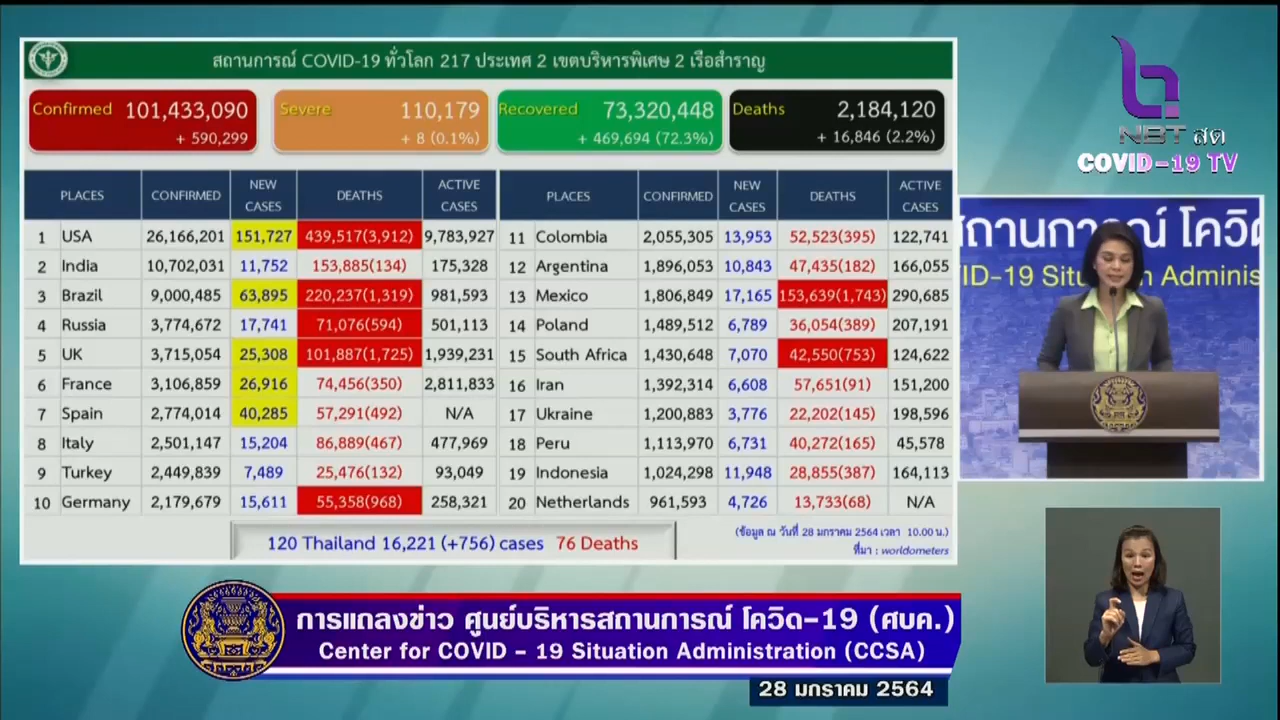 สถานการณ์ COVID-19 ทั่วโลก 217 ประเทศ 2 เขตบริหารพิเศษ 2 เรือสำราญ
Confirmed 101,433,090
+ 590,299
Severe 110,179
+ 8 (0.1%)
Recovered 73,320,448
+ 469,694 (72.3%)
Deaths 2,184,120
+ 16,846 (2.2%)
NBT สด
COVID-19 TV
PLACES CONFIRMED NEW CASES DEATHS ACTIVE CASES
1 USA 26,166,201 151,727 439,517(3,912) 9,783,927
2 India 10,702,031 11,752 153,885(134) 175,328
3 Brazil 9,000,485 63,895 220,237(1,319) 981,593
4 Russia 3,774,672 17,741 71,076(594) 501,113
5 UK 3,715,054 25,308 101,887(1,725) 1,939,231
6 France 3,106,859 26,916 74,456(350) 2,811,833
7 Spain 2,774,014 40,285 57,291(492) N/A
8 Italy 2,501,147 15,204 86,889(467) 477,969
9 Turkey 2,449,839 7,489 25,476(132) 93,049
10 Germany 2,179,679 15,611 55,358(968) 258,321
PLACES CONFIRMED NEW CASES DEATHS ACTIVE CASES
11 Colombia 2,055,305 13,953 52,523(395) 122,741
12 Argentina 1,896,053 10,843 47,435(182) 166,055
13 Mexico 1,806,849 17,165 153,639(1,743) 290,685
14 Poland 1,489,512 6,789 36,054(389) 207,191
15 South Africa 1,430,648 7,070 42,550(753) 124,622
16 Iran 1,392,314 6,608 57,651(91) 151,200
17 Ukraine 1,200,883 3,776 22,202(145) 198,596
18 Peru 1,113,970 6,731 40,272(165) 45,578
19 Indonesia 1,024,298 11,948 28,855(387) 164,113
20 Netherlands 961,593 4,726 13,733(68) N/A
120 Thailand 16,221 (+756) cases 76 Deaths
(ข้อมูล ณ วันที่ 28 มกราคม 2564 เวลา 10.00 น.)
ที่มา : worldometers
สถานการณ์ โควิด
VID-19 Situation Adminis
การแถลงข่าว ศูนย์บริหารสถานการณ์ โควิด-19 (ศบค.)
Center for COVID - 19 Situation Administration (CCSA)
28 มกราคม 2564